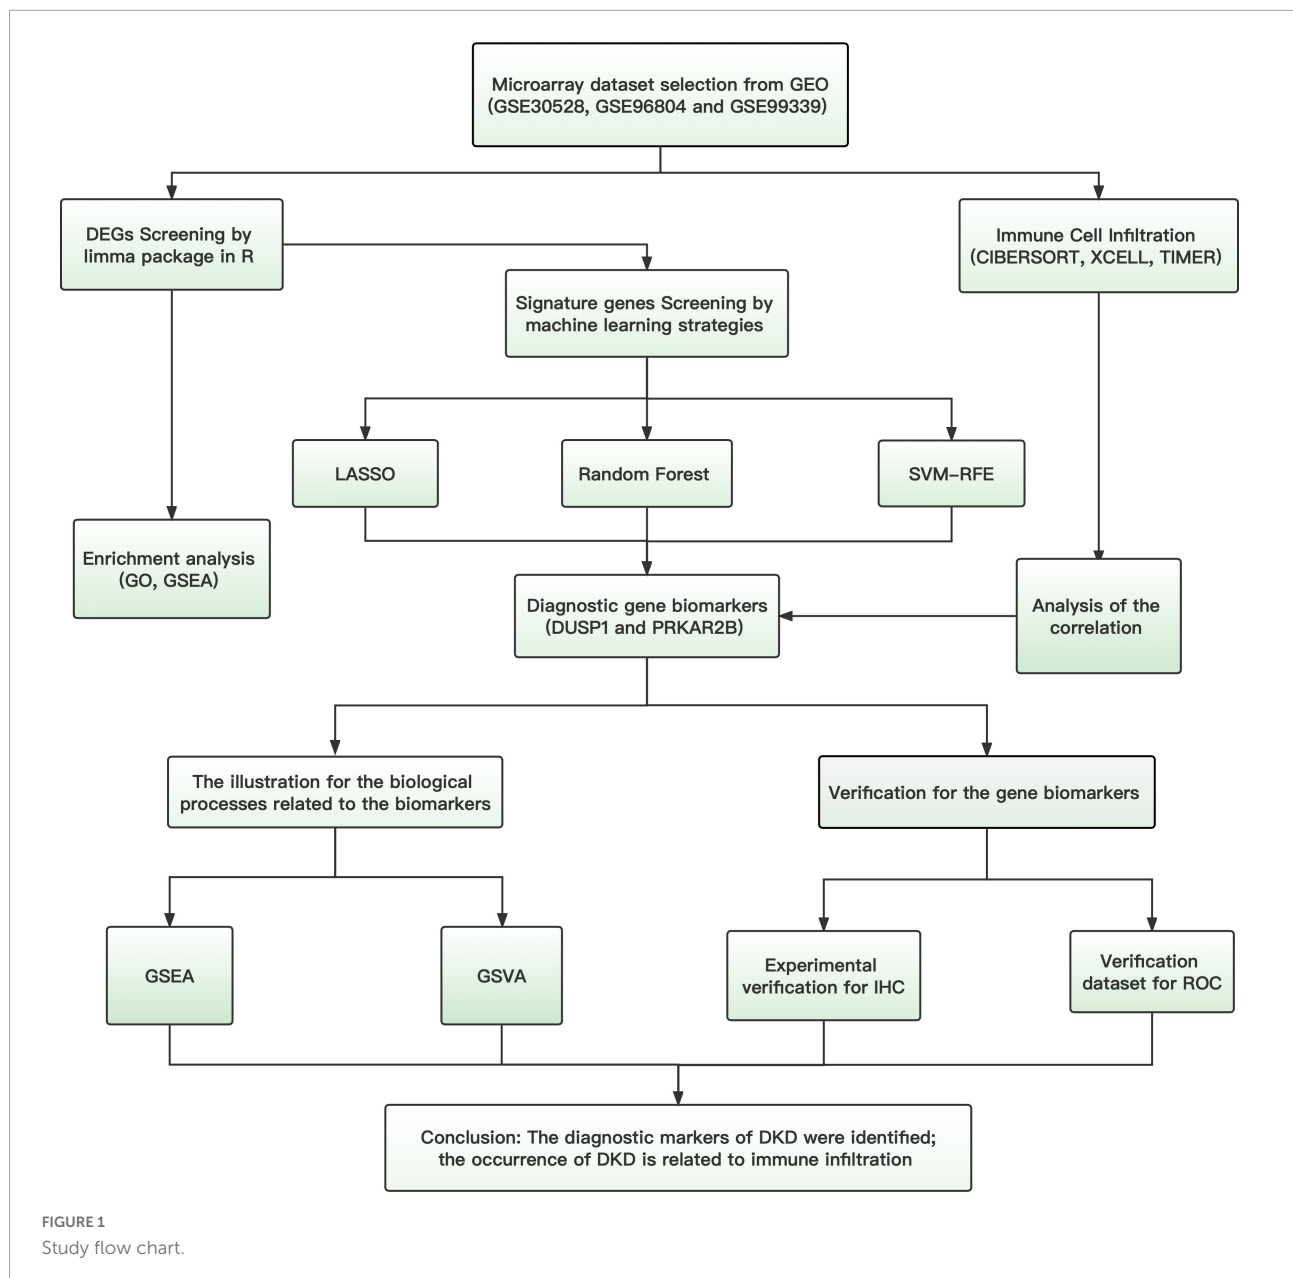 Microarray dataset selection from GEO
(GSE30528, GSE96804 and GSE99339)
DEGs Screening by
limma package in R
Immune Cell Infiltration
(CIBERSORT, XCELL, TIMER)
Signature genes Screening by
machine learning strategies
LASSO
Random Forest
SVM-RFE
Enrichment analysis
(GO, GSEA)
Diagnostic gene biomarkers
(DUSP1 and PRKAR2B)
Analysis of the
correlation
The illustration for the biological
processes related to the biomarkers
Verification for the gene biomarkers
GSEA
GSVA
Experimental
verification for IHC
Verification
dataset for ROC
Conclusion: The diagnostic markers of DKD were identified;
the occurrence of DKD is related to immune infiltration
FIGURE 1
Study flow chart.